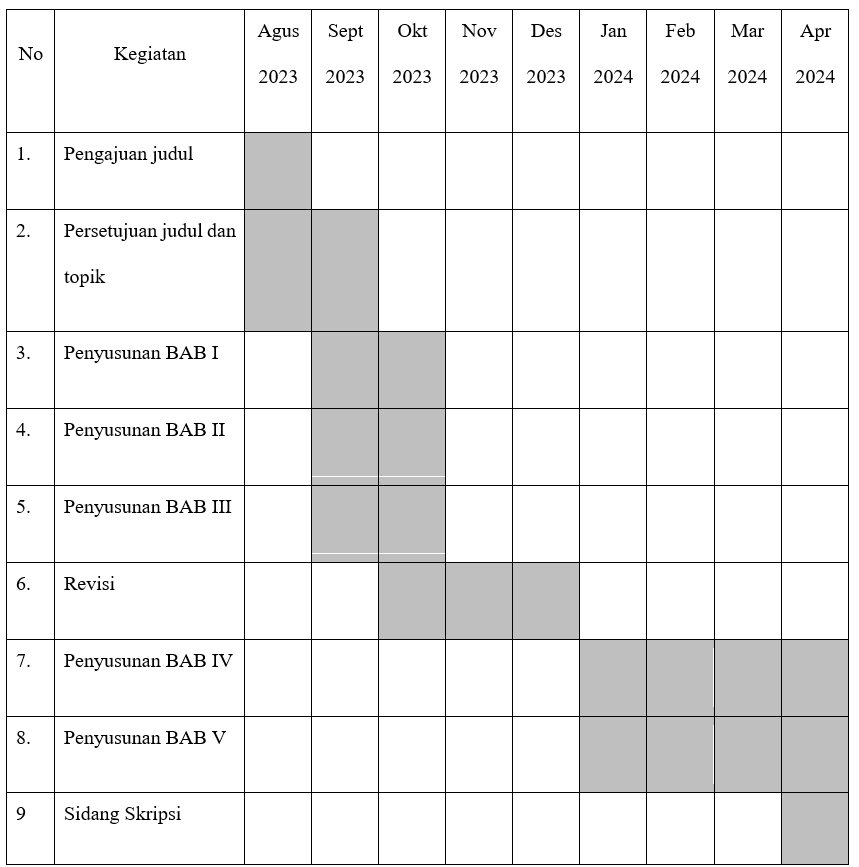 No Kegiatan Agus 2023 Sept 2023 Okt 2023 Nov 2023 Des 2023 Jan 2024 Feb 2024 Mar 2024 Apr 2024
1. Pengajuan judul
2. Persetujuan judul dan
topik
3. Penyusunan BAB I
4. Penyusunan BAB II
5. Penyusunan BAB III
6. Revisi
7. Penyusunan BAB IV
8. Penyusunan BAB V
9 Sidang Skripsi